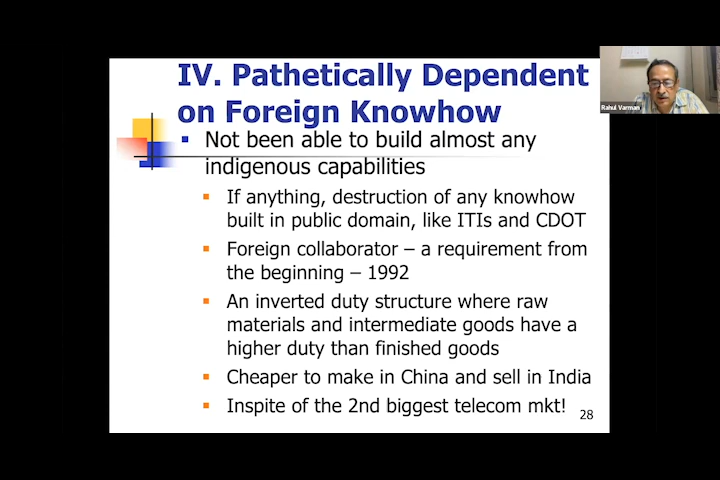 IV. Pathetically Dependent
on Foreign Knowhow
Not been able to build almost any
indigenous capabilities
If anything, destruction of any knowhow
built in public domain, like ITIs and CDOT
Foreign collaborator – a requirement from
the beginning – 1992
An inverted duty structure where raw
materials and intermediate goods have a
higher duty than finished goods
Cheaper to make in China and sell in India
Inspite of the 2nd biggest telecom mkt!
28
Rahul Varman